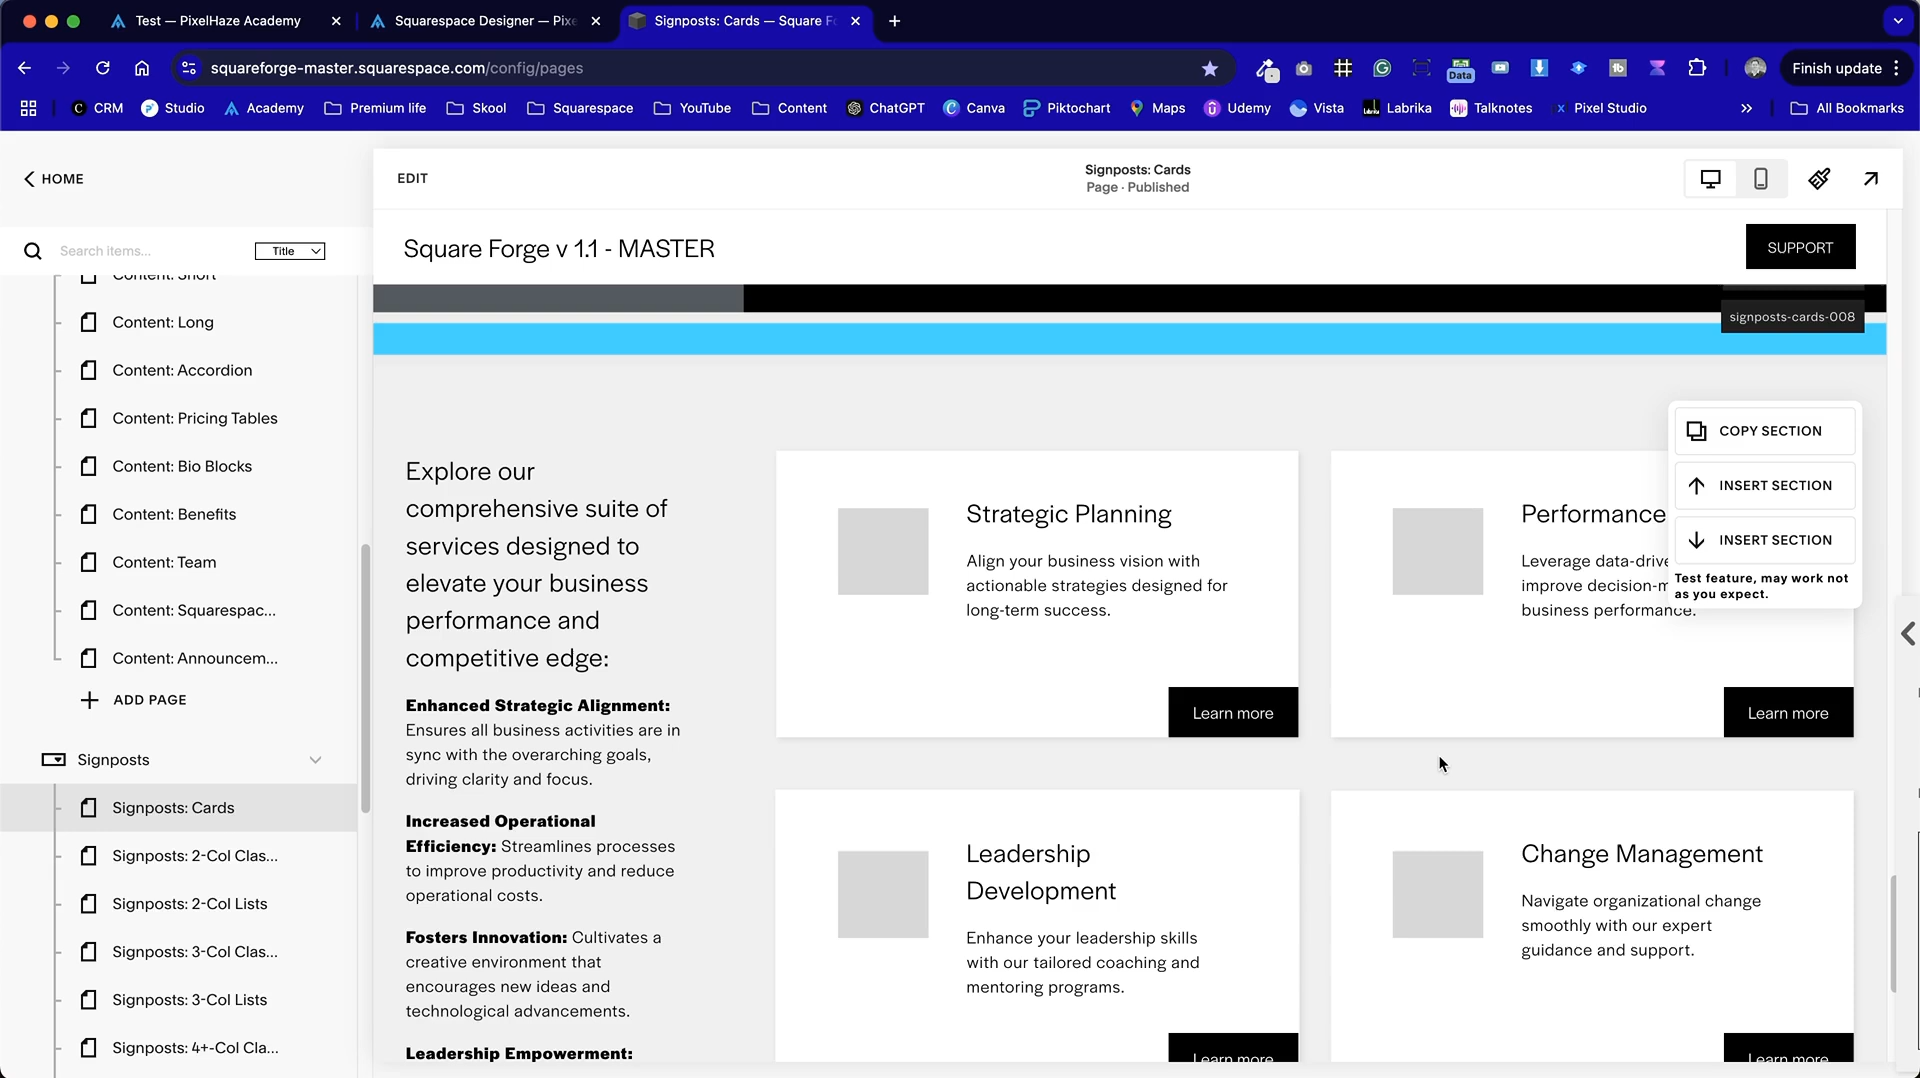 Test — PixelHaze Academy
Squarespace Designer — Pixe
Signposts: Cards — Square F
squareforge-master.squarespace.com/config/pages
Data
Finish update
CRM
Studio
Academy
Premium life
Skool
Squarespace
YouTube
Content
ChatGPT
Canva
Piktochart
Maps
Udemy
Vista
Labrika
Talknotes
Pixel Studio
All Bookmarks
HOME
EDIT
Signposts: Cards
Page · Published
Search items...
Title
Square Forge v 1.1 - MASTER
SUPPORT
signposts-cards-008
Content: Short
Content: Long
Content: Accordion
Content: Pricing Tables
Content: Bio Blocks
Content: Benefits
Content: Team
Content: Squarespac...
Content: Announcem...
ADD PAGE
Signposts
Signposts: Cards
Signposts: 2-Col Clas...
Signposts: 2-Col Lists
Signposts: 3-Col Clas...
Signposts: 3-Col Lists
Signposts: 4+-Col Cla...
Explore our
comprehensive suite of
services designed to
elevate your business
performance and
competitive edge:
Enhanced Strategic Alignment:
Ensures all business activities are in
sync with the overarching goals,
driving clarity and focus.
Increased Operational
Efficiency: Streamlines processes
to improve productivity and reduce
operational costs.
Fosters Innovation: Cultivates a
creative environment that
encourages new ideas and
technological advancements.
Leadership Empowerment:
Strategic Planning
Align your business vision with
actionable strategies designed for
long-term success.
Learn more
Performance
Leverage data-drive
improve decision-m
business performance.
Learn more
COPY SECTION
INSERT SECTION
INSERT SECTION
Test feature, may work not
as you expect.
Leadership
Development
Enhance your leadership skills
with our tailored coaching and
mentoring programs.
Learn more
Change Management
Navigate organizational change
smoothly with our expert
guidance and support.
Learn more